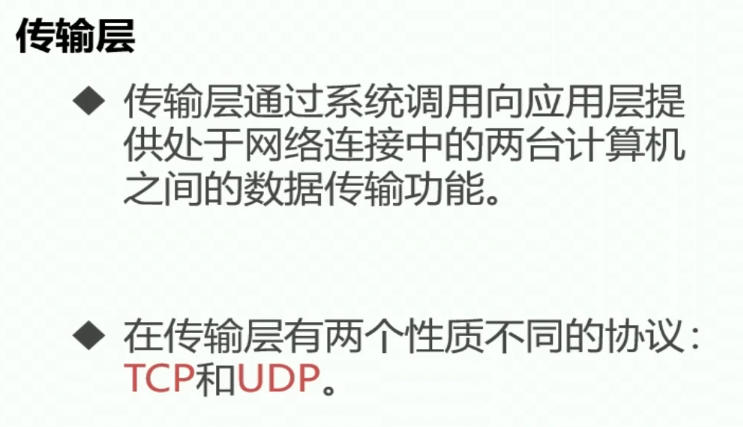 传输层
◆ 传输层通过系统调用向应用层提
供处于网络连接中的两台计算机
之间的数据传输功能。
◆ 在传输层有两个性质不同的协议：
TCP和UDP。